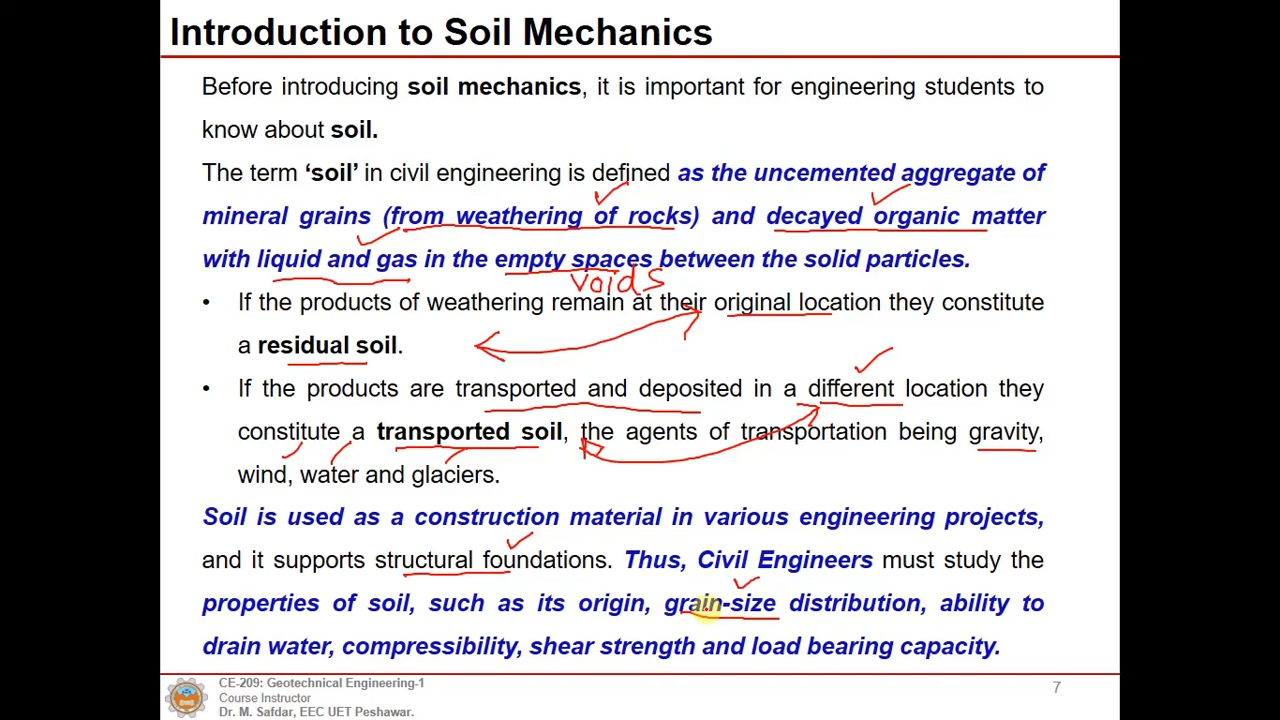 Introduction to Soil Mechanics
Before introducing soil mechanics, it is important for engineering students to
know about soil.
The term ‘soil’ in civil engineering is defined as the uncemented aggregate of
mineral grains (from weathering of rocks) and decayed organic matter
with liquid and gas in the empty spaces between the solid particles.
voids
• If the products of weathering remain at their original location they constitute
a residual soil.
• If the products are transported and deposited in a different location they
constitute a transported soil, the agents of transportation being gravity,
wind, water and glaciers.
Soil is used as a construction material in various engineering projects,
and it supports structural foundations. Thus, Civil Engineers must study the
properties of soil, such as its origin, grain-size distribution, ability to
drain water, compressibility, shear strength and load bearing capacity.
CE-209: Geotechnical Engineering-1
Course Instructor
Dr. M. Safdar, EEC UET Peshawar.
7